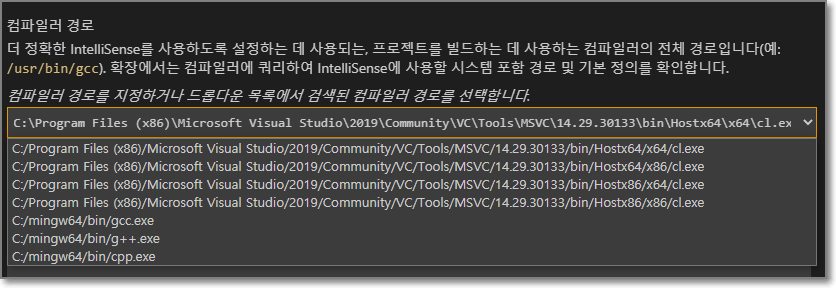 컴파일러 경로
더 정확한 IntelliSense를 사용하도록 설정하는 데 사용되는, 프로젝트를 빌드하는 데 사용하는 컴파일러의 전체 경로입니다(예:
/usr/bin/gcc). 확장에서는 컴파일러에 쿼리하여 IntelliSense에 사용할 시스템 포함 경로 및 기본 정의를 확인합니다.
컴파일러 경로를 지정하거나 드롭다운 목록에서 검색된 컴파일러 경로를 선택합니다.
C:\Program Files (x86)\Microsoft Visual Studio\2019\Community\VC\Tools\MSVC\14.29.30133\bin\Hostx64\x64\cl.ex
C:/Program Files (x86)/Microsoft Visual Studio/2019/Community/VC/Tools/MSVC/14.29.30133/bin/Hostx64/x64/cl.exe
C:/Program Files (x86)/Microsoft Visual Studio/2019/Community/VC/Tools/MSVC/14.29.30133/bin/Hostx64/x86/cl.exe
C:/Program Files (x86)/Microsoft Visual Studio/2019/Community/VC/Tools/MSVC/14.29.30133/bin/Hostx86/x64/cl.exe
C:/Program Files (x86)/Microsoft Visual Studio/2019/Community/VC/Tools/MSVC/14.29.30133/bin/Hostx86/x86/cl.exe
C:/mingw64/bin/gcc.exe
C:/mingw64/bin/g++.exe
C:/mingw64/bin/cpp.exe